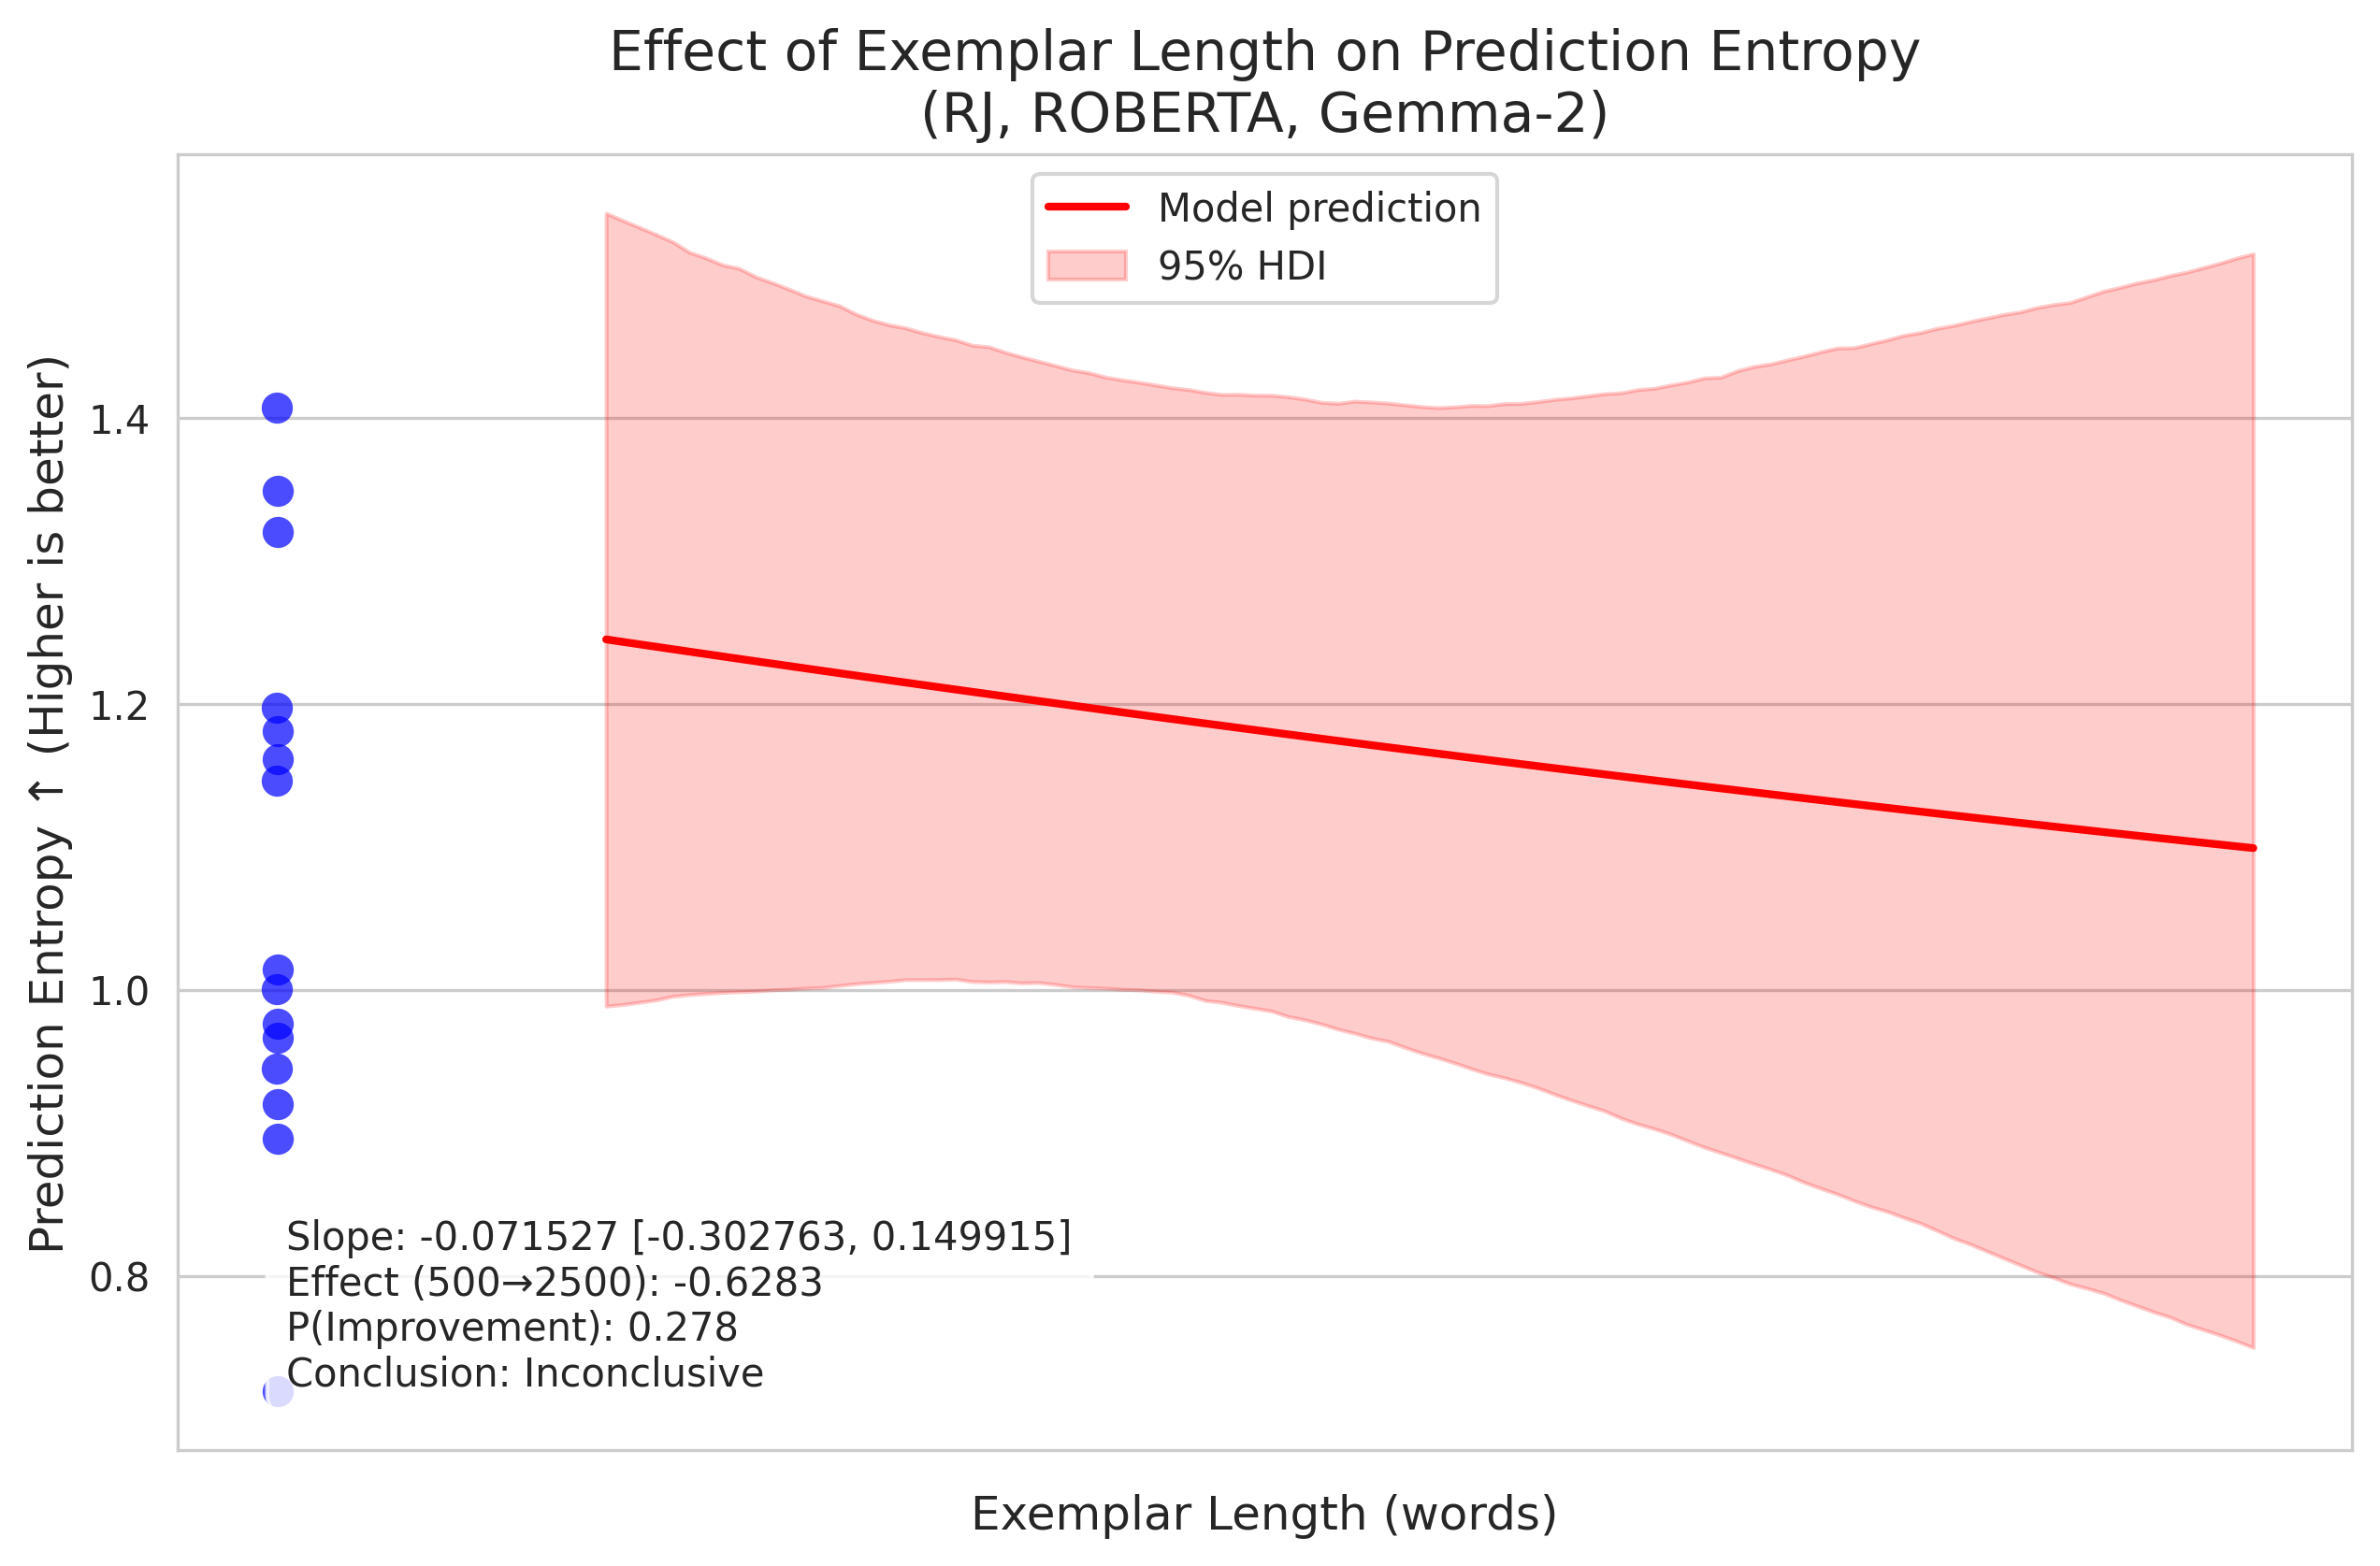 Effect of Exemplar Length on Prediction Entropy
(RJ, ROBERTA, Gemma-2)
Model prediction
95% HDI
Prediction Entropy ↑ (Higher is better)
1.4
1.2
1.0
0.8
Slope: -0.071527 [-0.302763, 0.149915]
Effect (500→2500): -0.6283
P(Improvement): 0.278
Conclusion: Inconclusive
Exemplar Length (words)